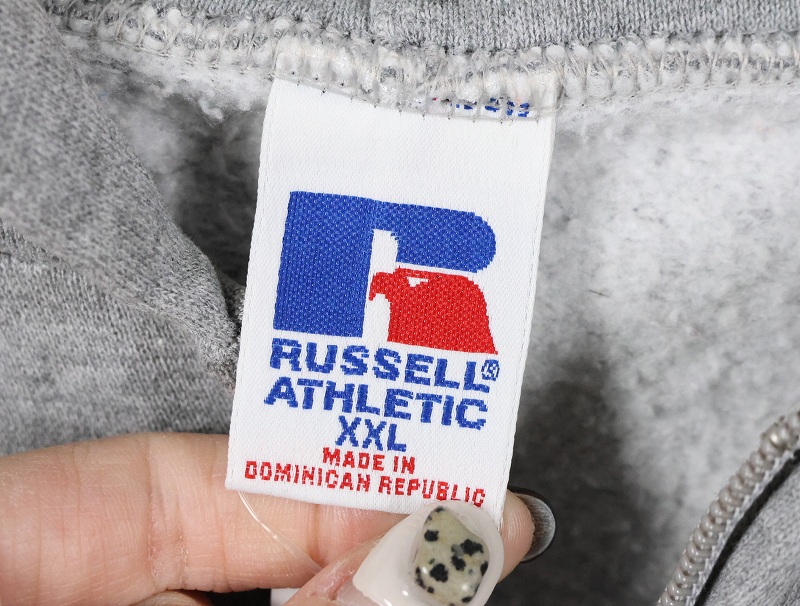 RUSSELL®
ATHLETIC
XXL
MADE IN
DOMINICAN REPUBLIC